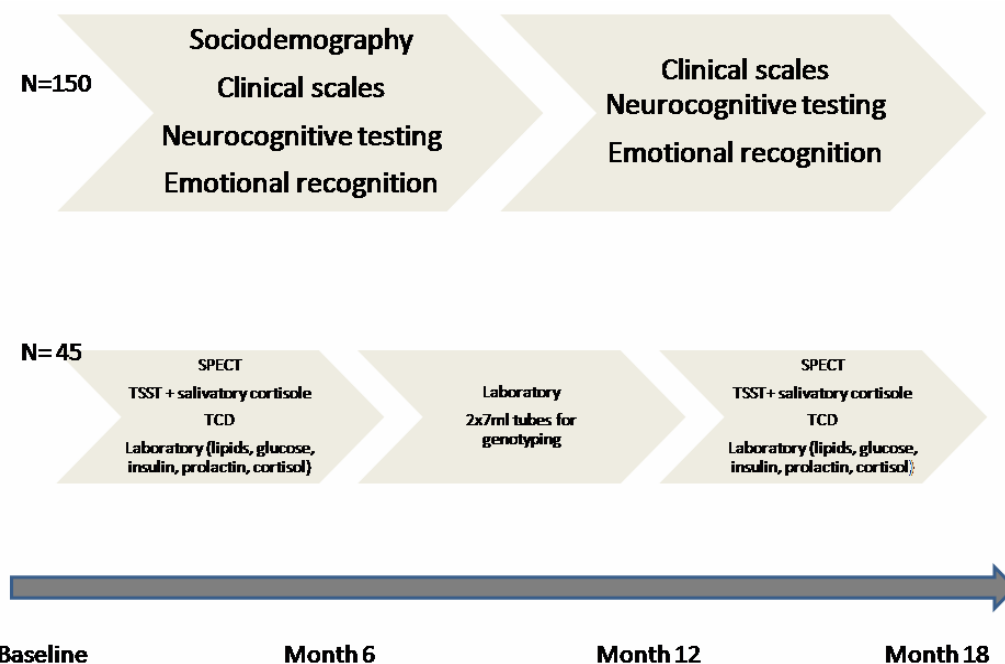 N=150
Sociodemography
Clinical scales
Neurocognitive testing
Emotional recognition
Clinical scales
Neurocognitive testing
Emotional recognition
N= 45
SPECT
TSST + salivatory cortisole
TCD
Laboratory (lipids, glucose,
insulin, prolactin, cortisol)
Laboratory
2x7ml tubes for
genotyping
SPECT
TSST+ salivatory cortisole
TCD
Laboratory (lipids, glucose,
insulin, prolactin, cortisol)
Baseline
Month 6
Month 12
Month 18